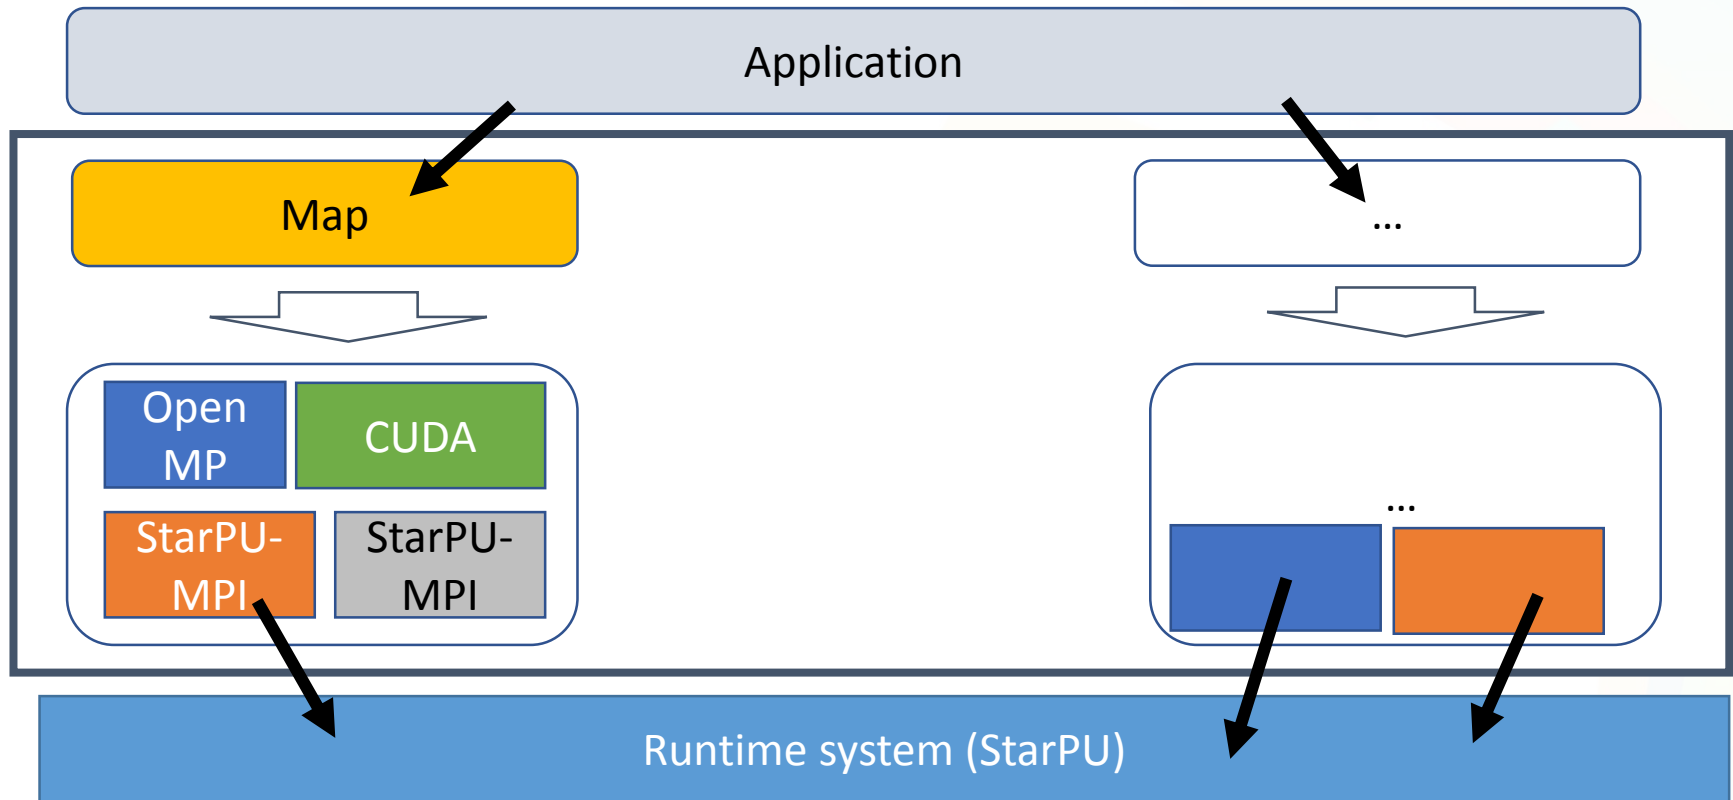 Application
Map
...
Open
MP
CUDA
StarPU-
MPI
StarPU-
MPI
...
Runtime system (StarPU)